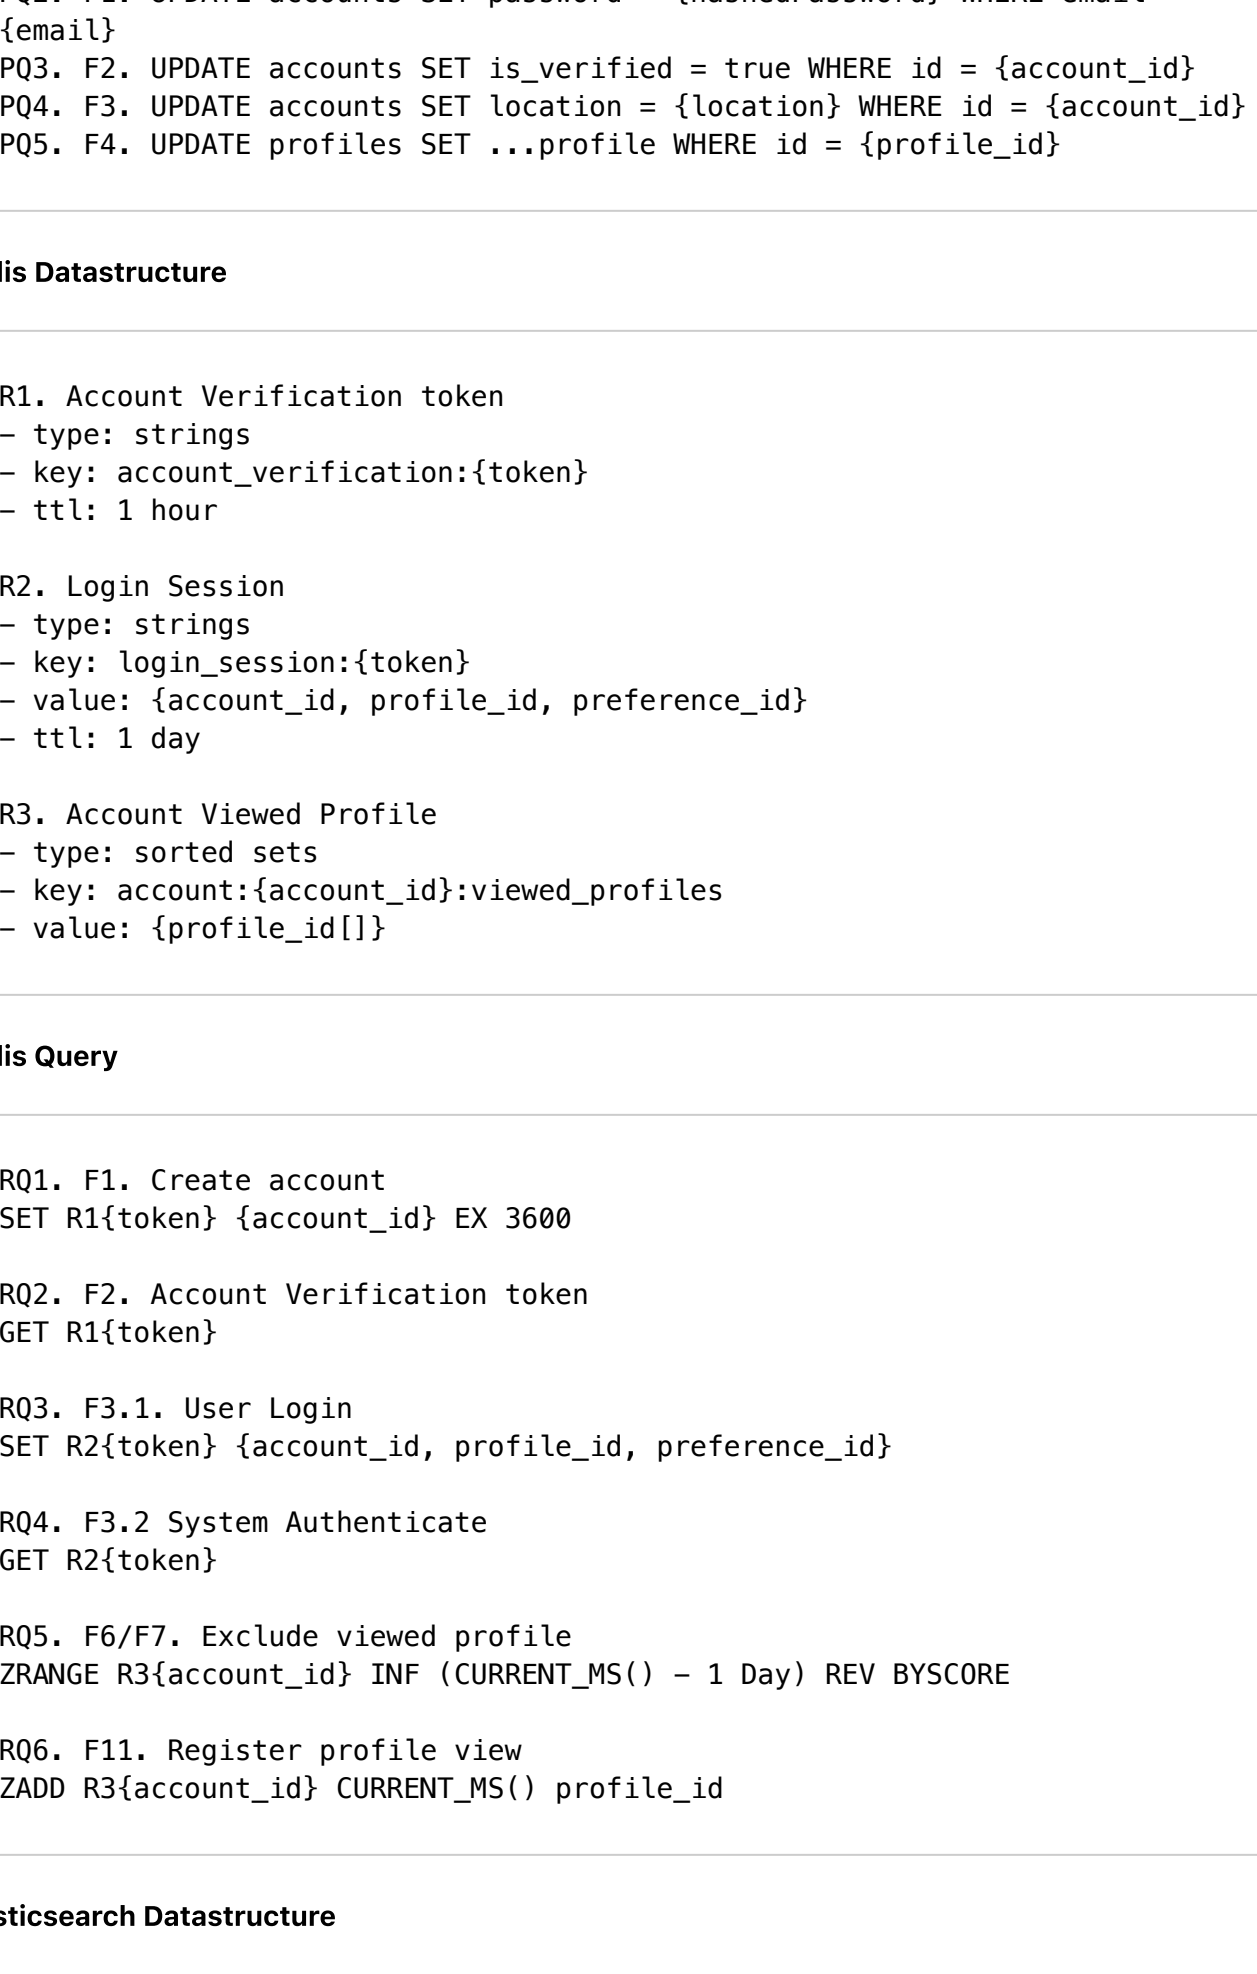 {email}
PQ3. F2. UPDATE accounts SET is_verified = true WHERE id = {account_id}
PQ4. F3. UPDATE accounts SET location = {location} WHERE id = {account_id}
PQ5. F4. UPDATE profiles SET ...profile WHERE id = {profile_id}
lis Datastructure
R1. Account Verification token
- type: strings
- key: account_verification:{token}
- ttl: 1 hour
R2. Login Session
- type: strings
- key: login_session:{token}
- value: {account_id, profile_id, preference_id}
- ttl: 1 day
R3. Account Viewed Profile
- type: sorted sets
- key: account:{account_id}:viewed_profiles
- value: {profile_id[]}
lis Query
RQ1. F1. Create account
SET R1{token} {account_id} EX 3600
RQ2. F2. Account Verification token
GET R1{token}
RQ3. F3.1. User Login
SET R2{token} {account_id, profile_id, preference_id}
RQ4. F3.2 System Authenticate
GET R2{token}
RQ5. F6/F7. Exclude viewed profile
ZRANGE R3{account_id} INF (CURRENT_MS() - 1 Day) REV BYSCORE
RQ6. F11. Register profile view
ZADD R3{account_id} CURRENT_MS() profile_id
sticsearch Datastructure